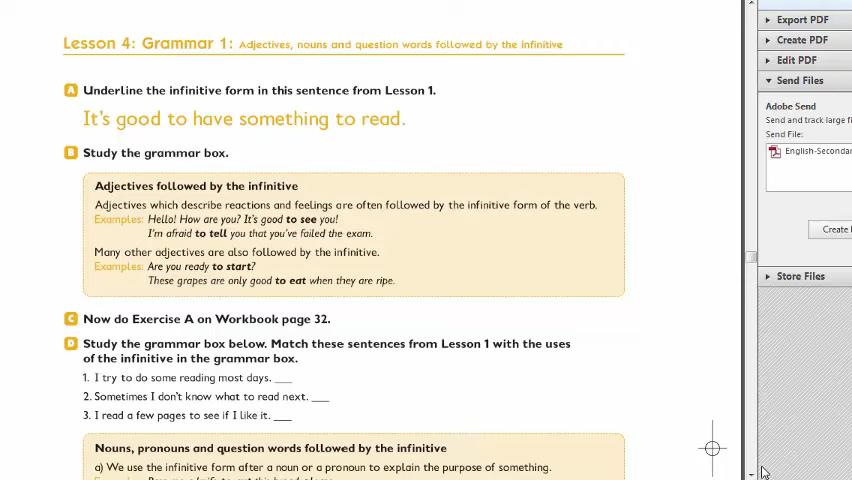 Lesson 4: Grammar 1: Adjectives, nouns and question words followed by the infinitive
A Underline the infinitive form in this sentence from Lesson 1.
It's good to have something to read.
B Study the grammar box.
Adjectives followed by the infinitive
Adjectives which describe reactions and feelings are often followed by the infinitive form of the verb.
Examples: Hello! How are you? It's good to see you!
I'm afraid to tell you that you've failed the exam.
Many other adjectives are also followed by the infinitive.
Examples: Are you ready to start?
These grapes are only good to eat when they are ripe.
C Now do Exercise A on Workbook page 32.
D Study the grammar box below. Match these sentences from Lesson 1 with the uses
of the infinitive in the grammar box.
1. I try to do some reading most days. ___
2. Sometimes I don't know what to read next. ___
3. I read a few pages to see if I like it. ___
Nouns, pronouns and question words followed by the infinitive
a) We use the infinitive form after a noun or a pronoun to explain the purpose of something.
Export PDF
Create PDF
Edit PDF
Send Files
Adobe Send
Send and track large fi
Send File:
English-Secondar
Create
Store Files